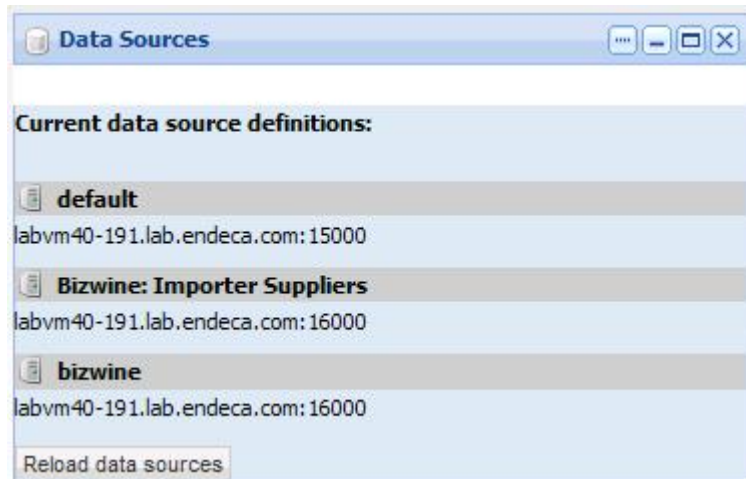 Data Sources
Current data source definitions:
default
labvm40-191.lab.endeca.com:15000
Bizwine: Importer Suppliers
labvm40-191.lab.endeca.com:16000
bizwine
labvm40-191.lab.endeca.com:16000
Reload data sources